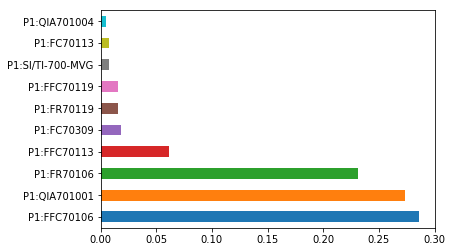 P1:QIA701004
P1:FC70113
P1:SI/TI-700-MVG
P1:FFC70119
P1:FR70119
P1:FC70309
P1:FFC70113
P1:FR70106
P1:QIA701001
P1:FFC70106
0.00 0.05 0.10 0.15 0.20 0.25 0.30